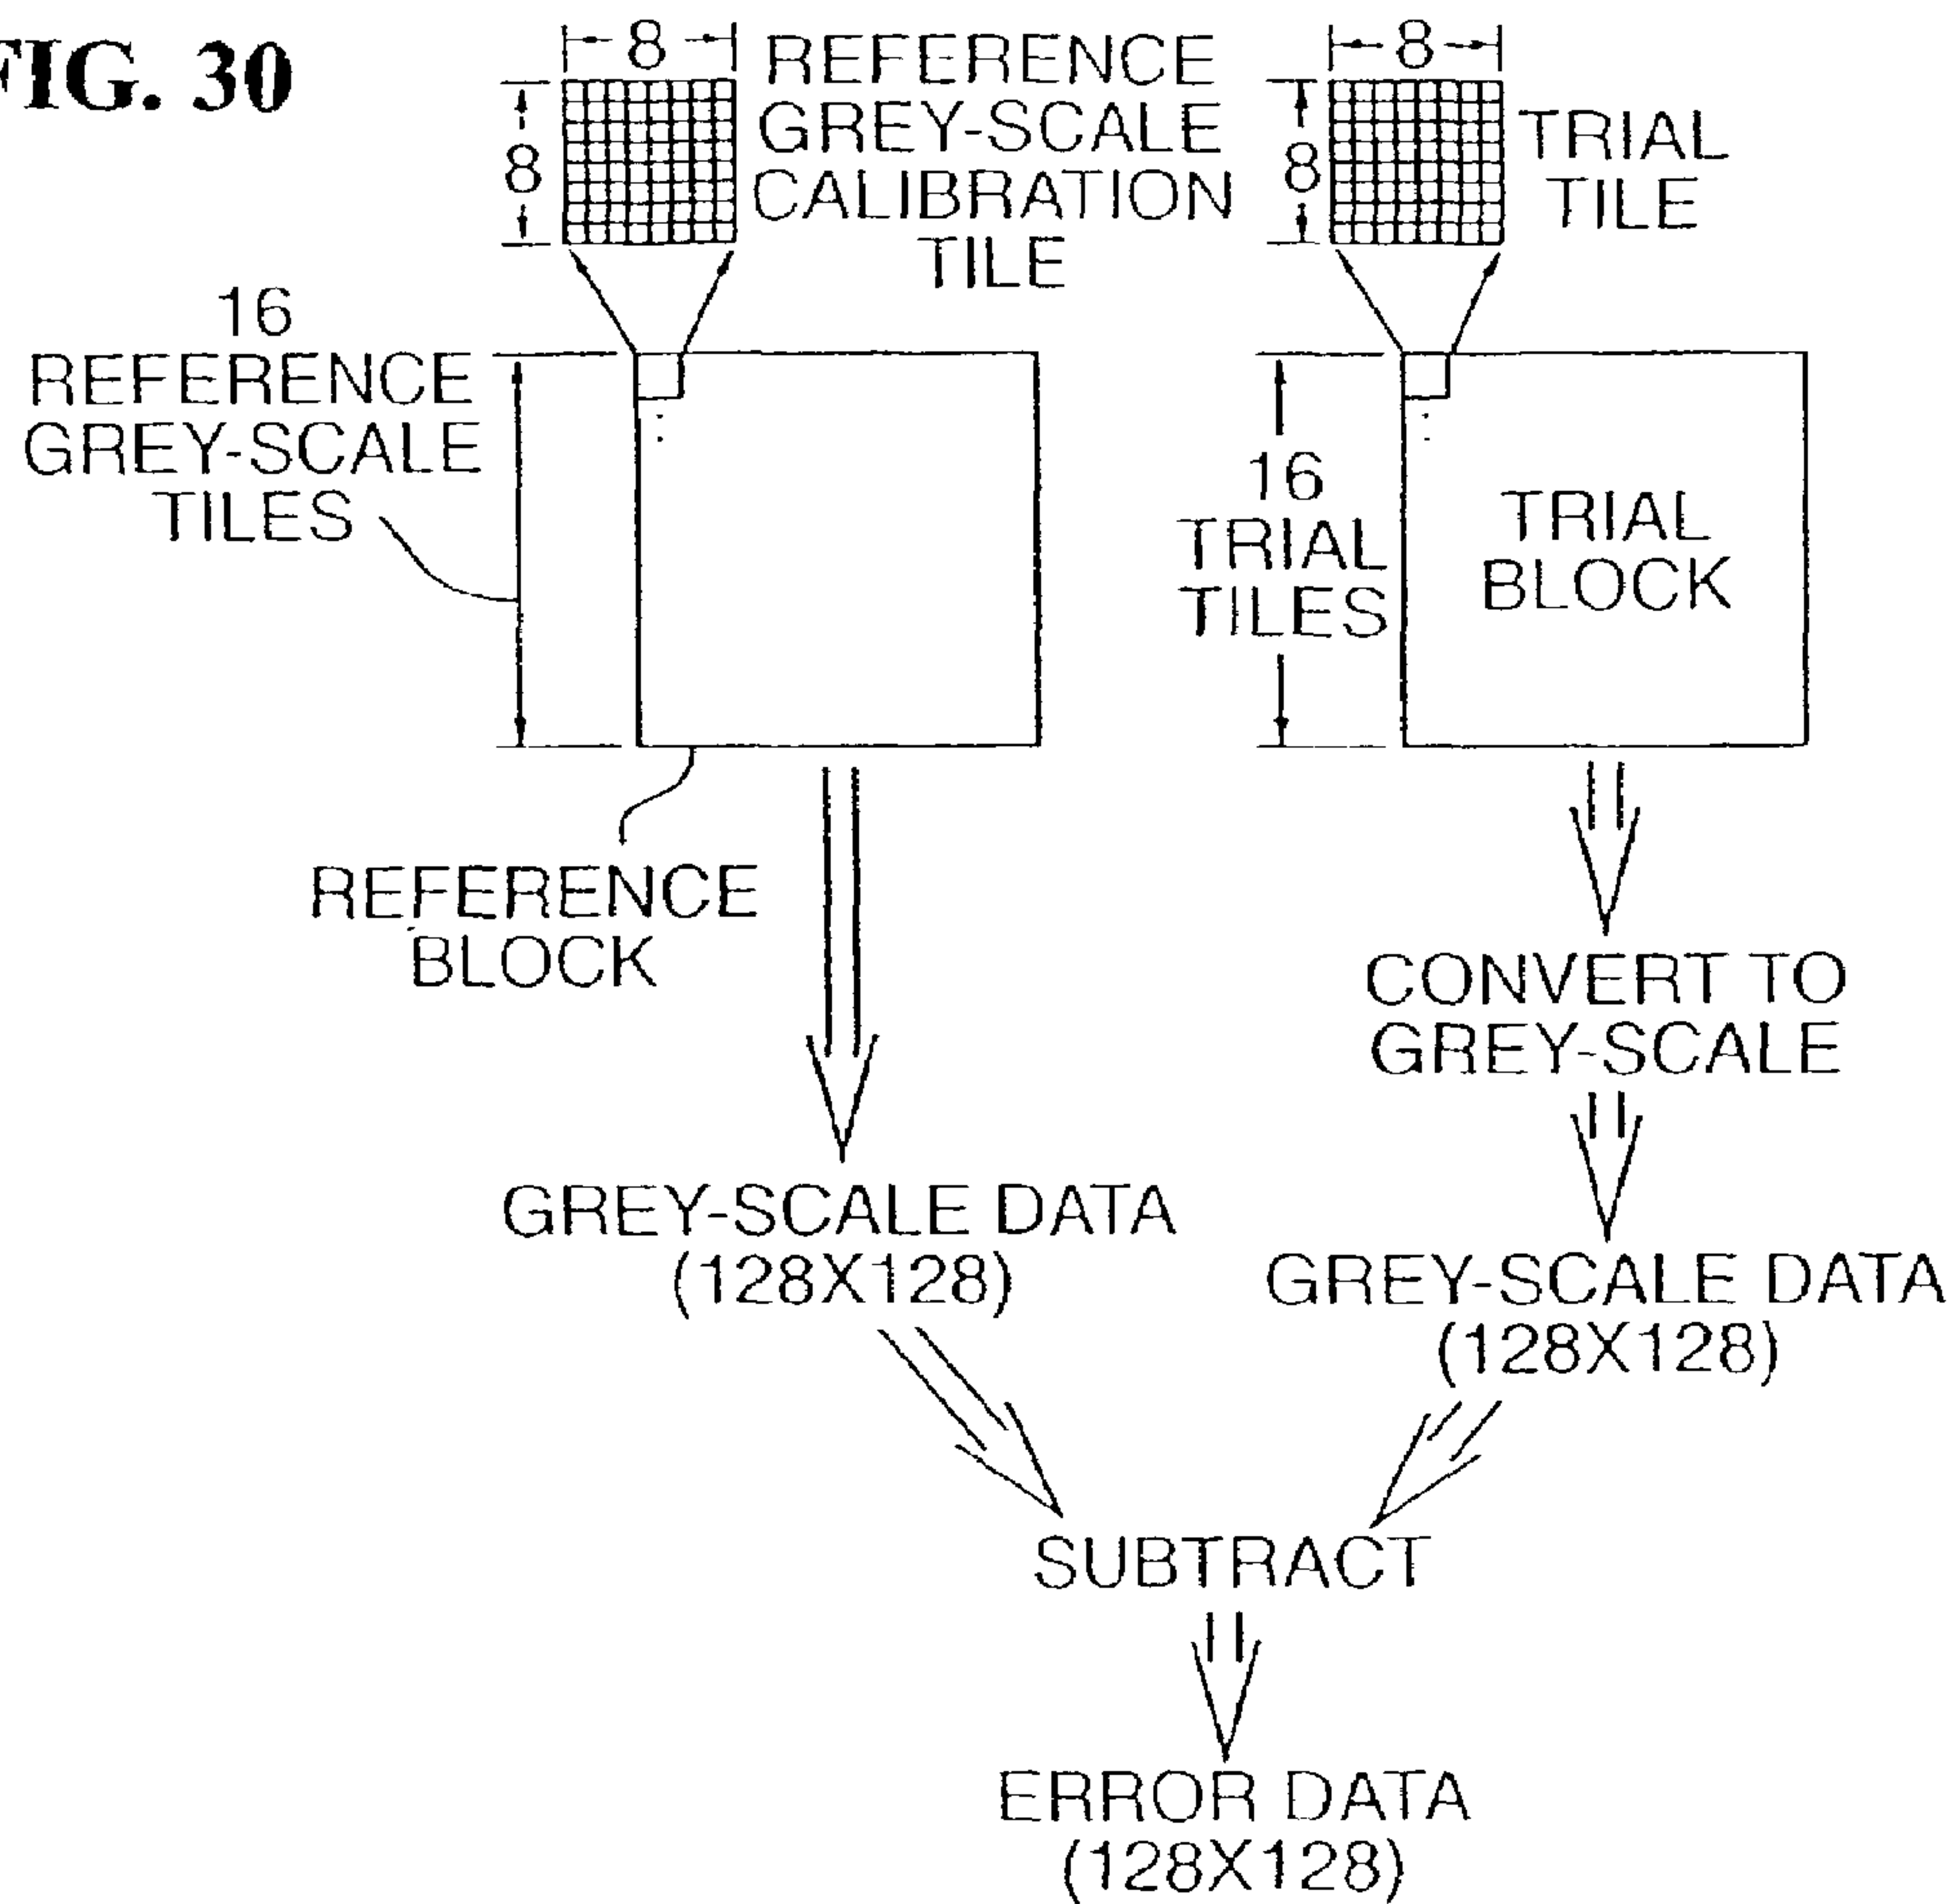 FIG. 30
8
8
REFERENCE
GREY-SCALE
CALIBRATION
TILE
8
8
TRIAL
TILE
16
REFERENCE
GREY-SCALE
TILES
16
TRIAL
TILES
TRIAL
BLOCK
REFERENCE
BLOCK
CONVERT TO
GREY-SCALE
GREY-SCALE DATA
(128X128)
GREY-SCALE DATA
(128X128)
SUBTRACT
ERROR DATA
(128X128)